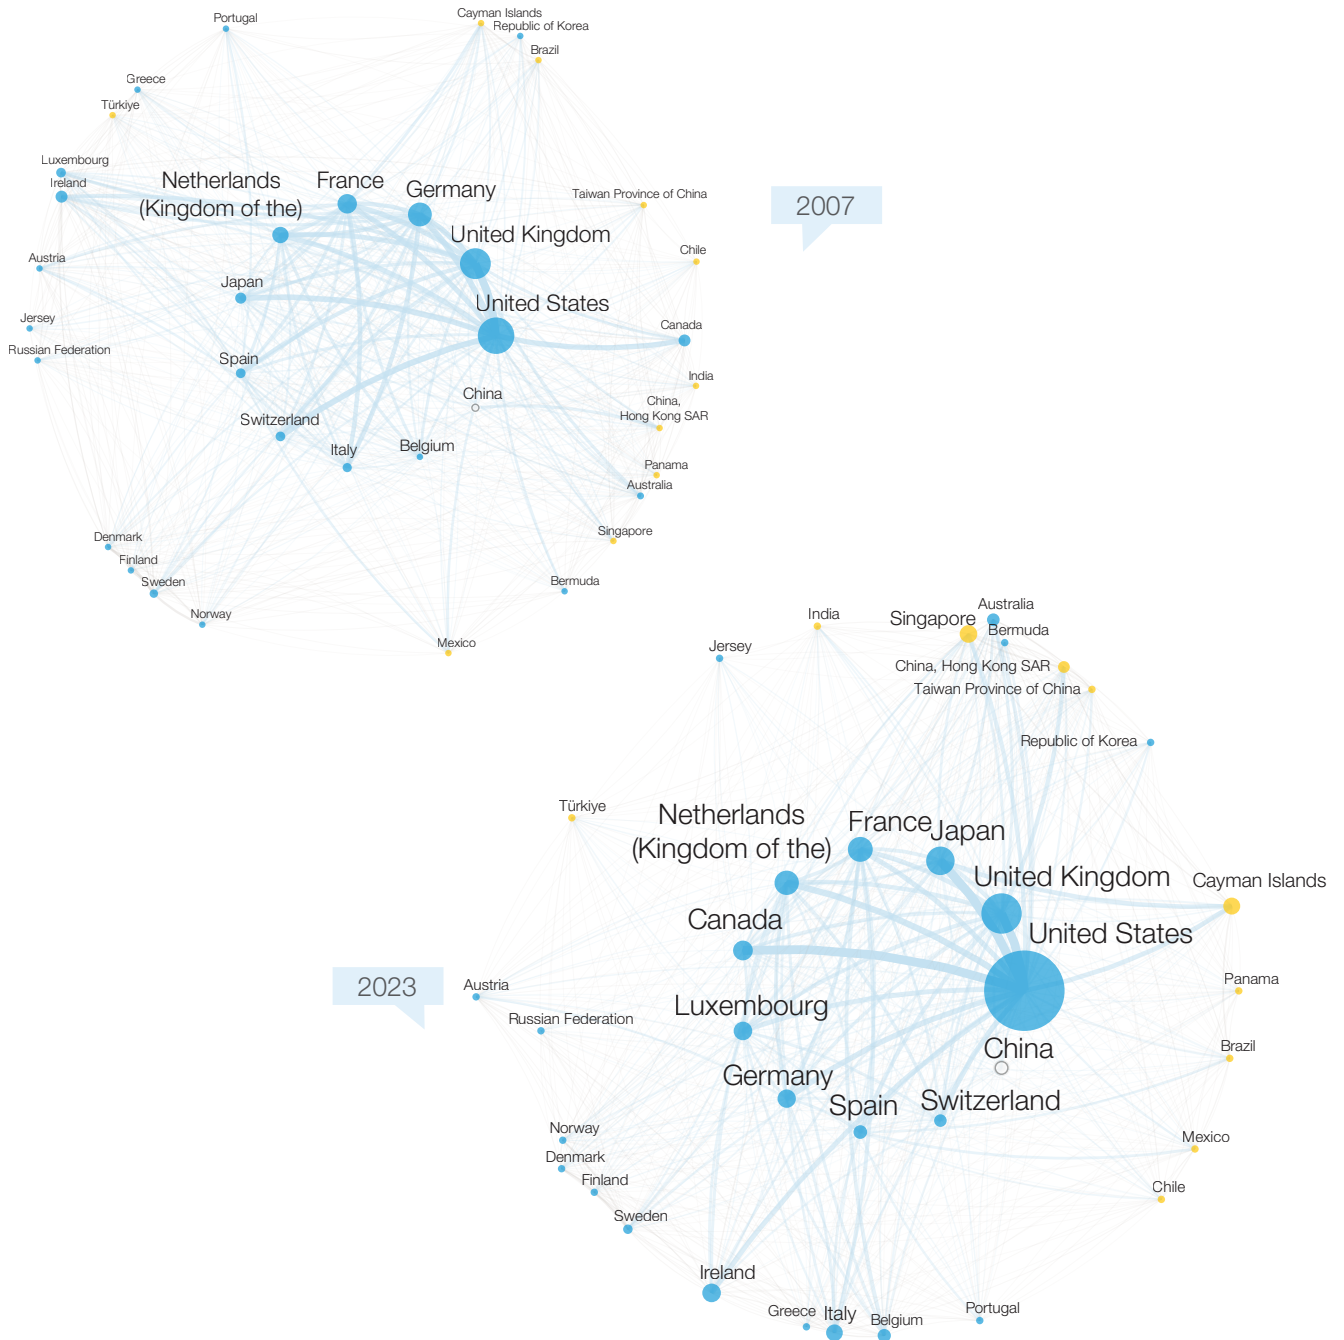 Portugal
Cayman Islands
Republic of Korea
Brazil
Greece
Türkiye
Luxembourg
Ireland
Netherlands
(Kingdom of the)
France
Germany
Taiwan Province of China
2007
United Kingdom
Austria
Chile
Japan
United States
Jersey
Canada
Russian Federation
Spain
India
China
China,
Hong Kong SAR
Switzerland
Italy
Belgium
Panama
Australia
Singapore
Denmark
Finland
Sweden
Bermuda
Norway
Mexico
India
Australia
Singapore
Bermuda
Jersey
China, Hong Kong SAR
Taiwan Province of China
Republic of Korea
Türkiye
Netherlands
(Kingdom of the)
France
Japan
United Kingdom
Cayman Islands
Canada
United States
2023
Austria
Panama
Luxembourg
Russian Federation
China
Brazil
Germany
Spain
Switzerland
Norway
Mexico
Denmark
Finland
Chile
Sweden
Ireland
Greece
Italy
Belgium
Portugal